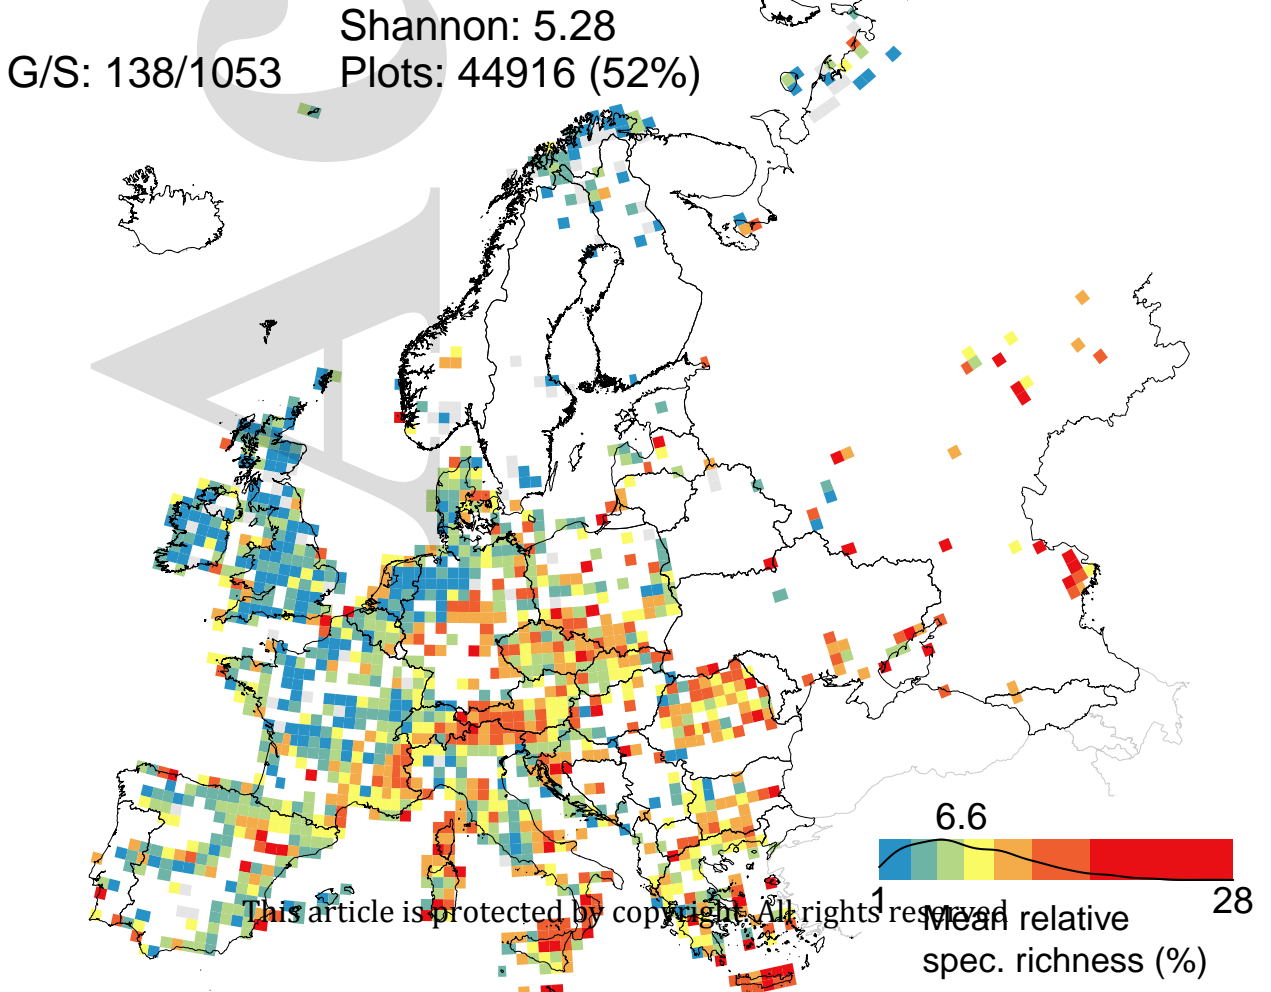 Shannon: 5.28
G/S: 138/1053 Plots: 44916 (52%)
6.6
1 28
This article is protected by copyright. All rights reserved
Mean relative
spec. richness (%)